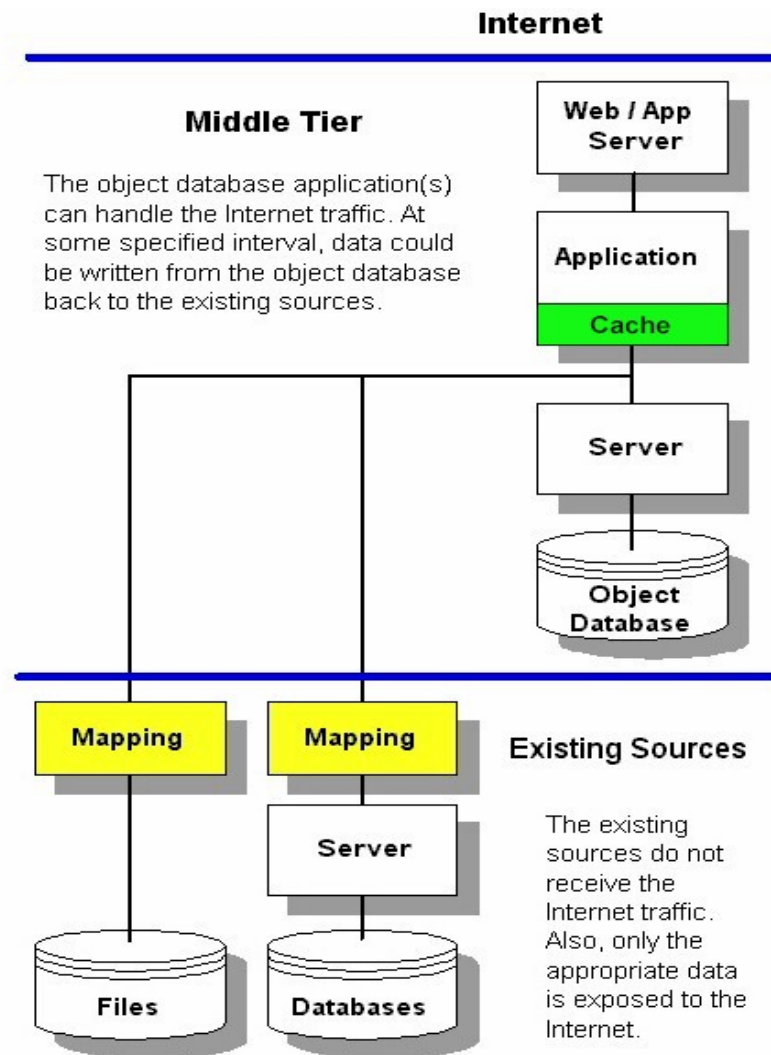 Internet
Middle Tier
The object database application(s)
can handle the Internet traffic. At
some specified interval, data could
be written from the object database
back to the existing sources.
Web / App
Server
Application
Cache
Server
Object
Database
Mapping
Mapping
Existing Sources
Server
The existing
sources do not
receive the
Internet traffic.
Also, only the
appropriate data
is exposed to the
Internet.
Files
Databases